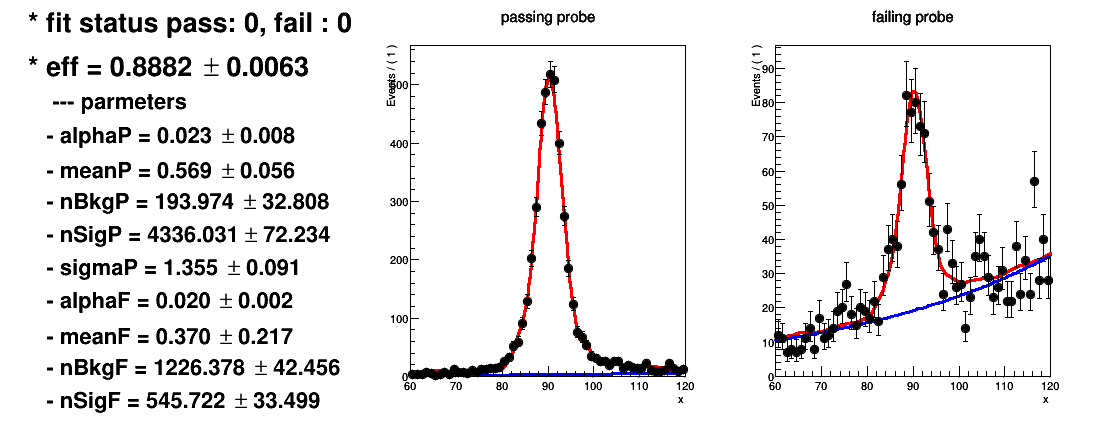 * fit status pass: 0, fail : 0
* eff = 0.8882 ± 0.0063
--- parmeters
- alphaP = 0.023 ± 0.008
- meanP = 0.569 ± 0.056
- nBkgP = 193.974 ± 32.808
- nSigP = 4336.031 ± 72.234
- sigmaP = 1.355 ± 0.091
- alphaF = 0.020 ± 0.002
- meanF = 0.370 ± 0.217
- nBkgF = 1226.378 ± 42.456
- nSigF = 545.722 ± 33.499
passing probe
Events / ( 1 )
500
400
300
200
100
0
60 70 80 90 100 110 120
x
failing probe
Events / ( 1 )
90
80
70
60
50
40
30
20
10
0
60 70 80 90 100 110 120
x